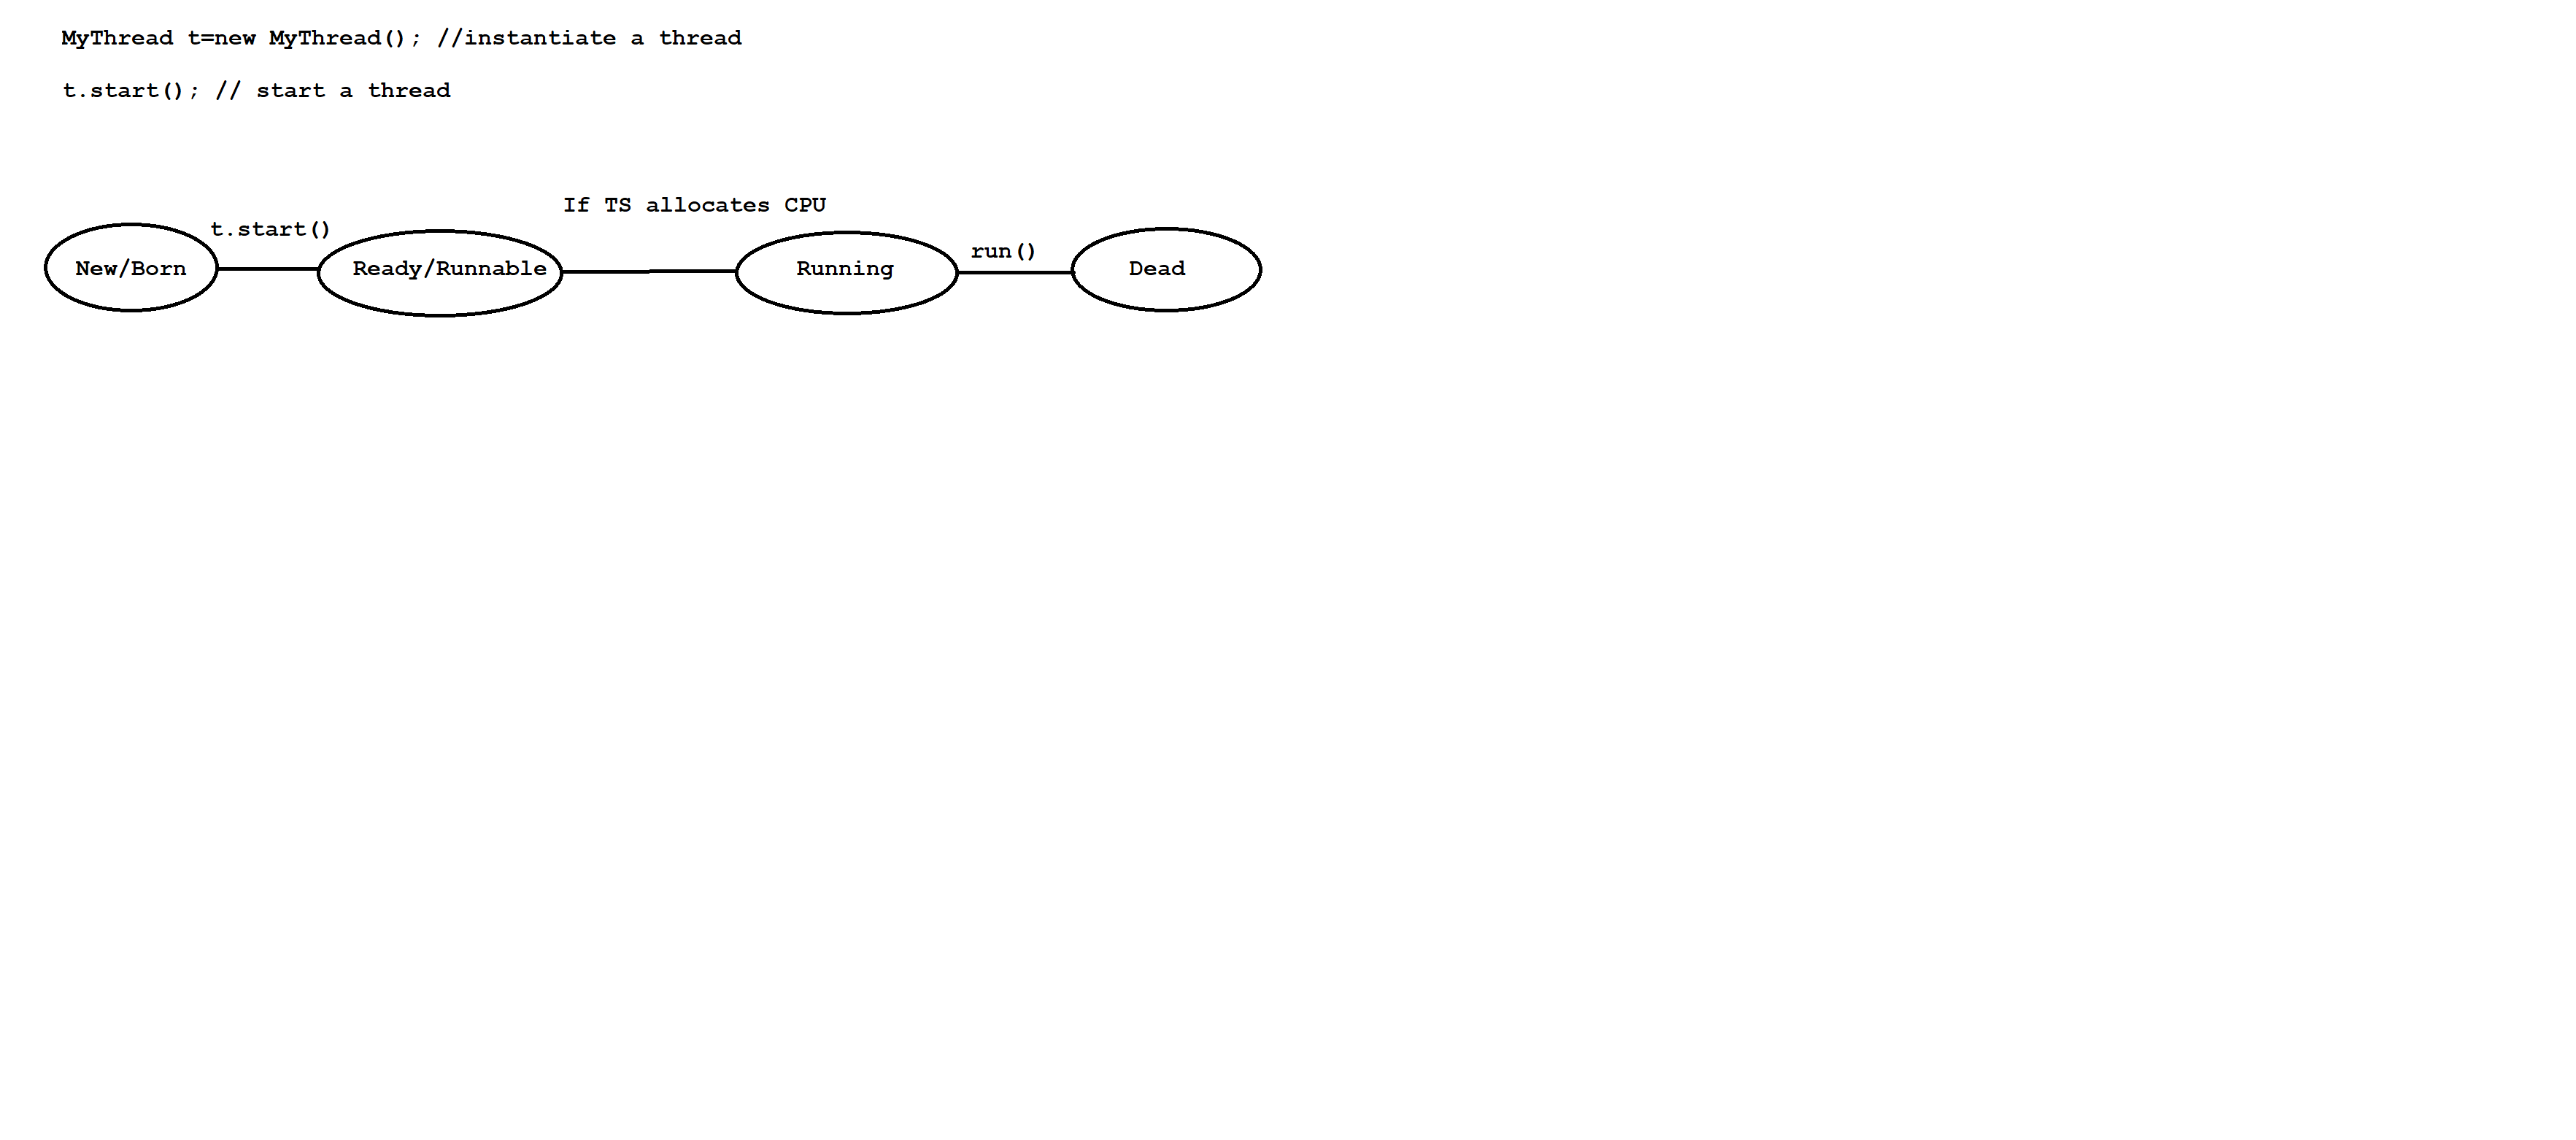 MyThread t=new MyThread(); //instantiate a thread
t.start(); // start a thread
If TS allocates CPU
t.start()
run()
New/Born
Ready/Runnable
Running
Dead